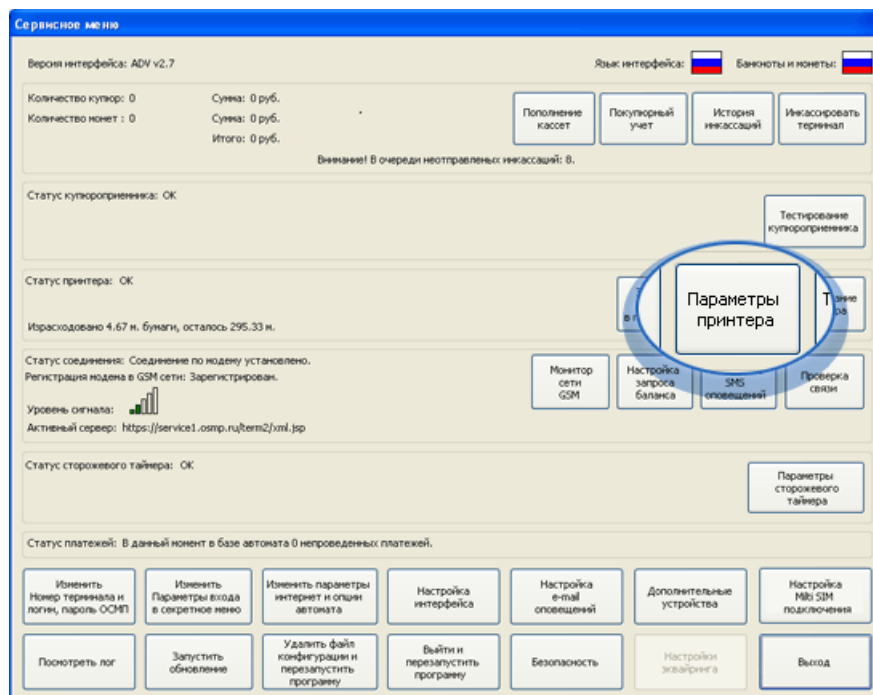 Сервисное меню
Версия интерфейса: ADV v2.7
Язык интерфейса:
Банкноты и монеты:
Количество купюр: 0
Сумма: 0 руб.
Количество монет : 0
Сумма: 0 руб.
Итого: 0 руб.
Пополнение
кассет
Покупюрный
учет
История
инкассаций
Инкассировать
терминал
Внимание! В очереди неотправленых инкассаций: 8.
Статус купюроприемника: ОК
Тестирование
купюроприемника
Статус принтера: ОК
Параметры
принтера
Израсходовано 4.67 м. бумаги, осталось 295.33 м.
Статус соединения: Соединение по модему установлено.
Регистрация модема в GSM сети: Зарегистрирован.
Уровень сигнала:
Активный сервер: https://service1.osmp.ru/term2/xml.jsp
Монитор
сети
GSM
Настройка
запроса
баланса
SMS
оповещений
Проверка
связи
Статус сторожевого таймера: ОК
Параметры
сторожевого
таймера
Статус платежей: В данный момент в базе автомата 0 непроведенных платежей.
Изменить
Номер терминала и
логин, пароль ОСМП
Изменить
Параметры входа
в секретное меню
Изменить параметры
интернет и опции
автомата
Настройка
интерфейса
Настройка
e-mail
оповещений
Дополнительные
устройства
Настройка
Milti SIM
подключения
Посмотреть лог
Запустить
обновление
Удалить файл
конфигурации и
перезапустить
программу
Выйти и
перезапустить
программу
Безопасность
Настройки
эквайринга
Выход